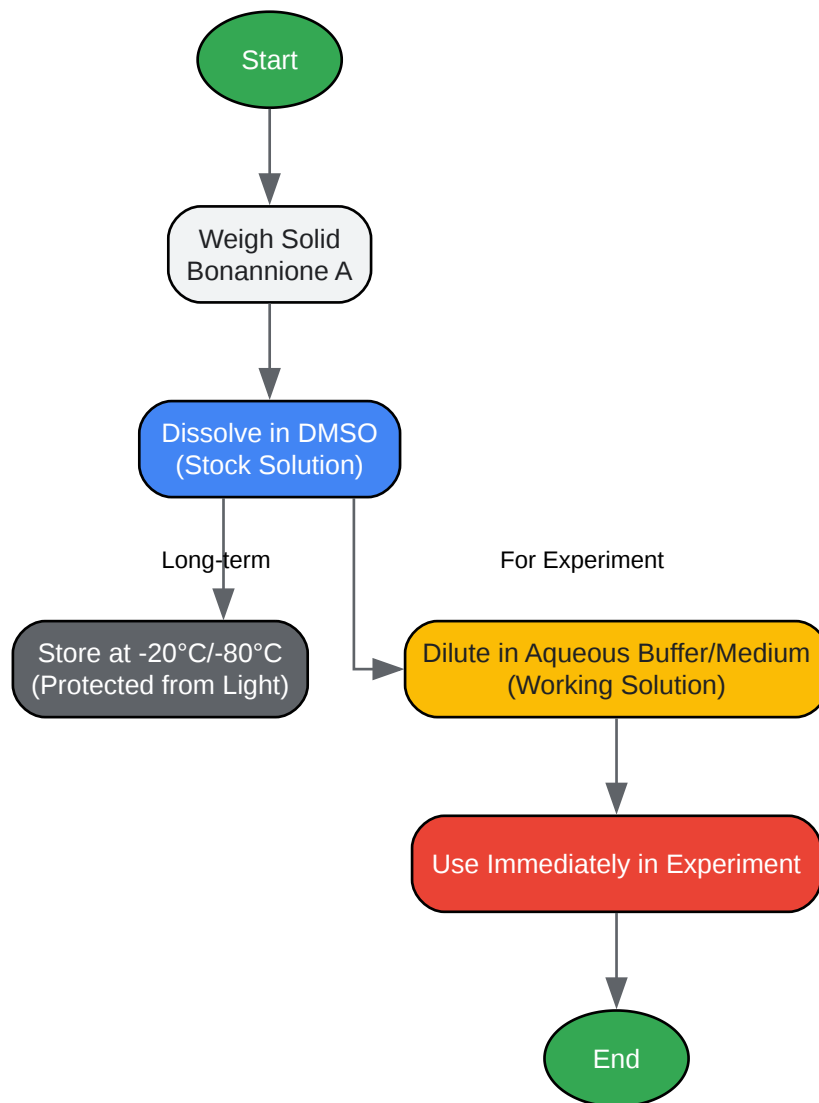 Start
Weigh Solid
Bonannione A
Dissolve in DMSO
(Stock Solution)
Long-term
For Experiment
Store at -20°C/-80°C
(Protected from Light)
Dilute in Aqueous Buffer/Medium
(Working Solution)
Use Immediately in Experiment
End